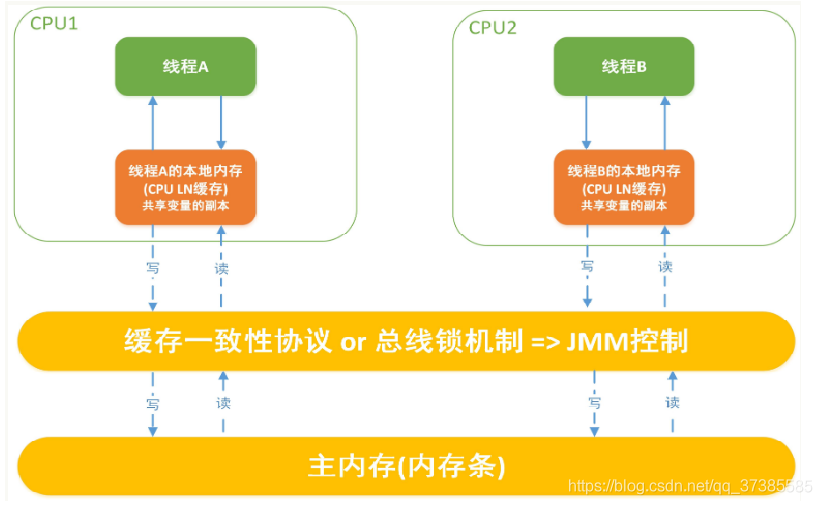 CPU1
CPU2
线程A
线程B
线程A的本地内存
(CPU LN缓存)
共享变量的副本
线程B的本地内存
(CPU LN缓存)
共享变量的副本
写
读
写
读
缓存一致性协议 or 总线锁机制 => JMM控制
写
读
写
读
主内存(内存条)
https://blog.csdn.net/qq_37385585